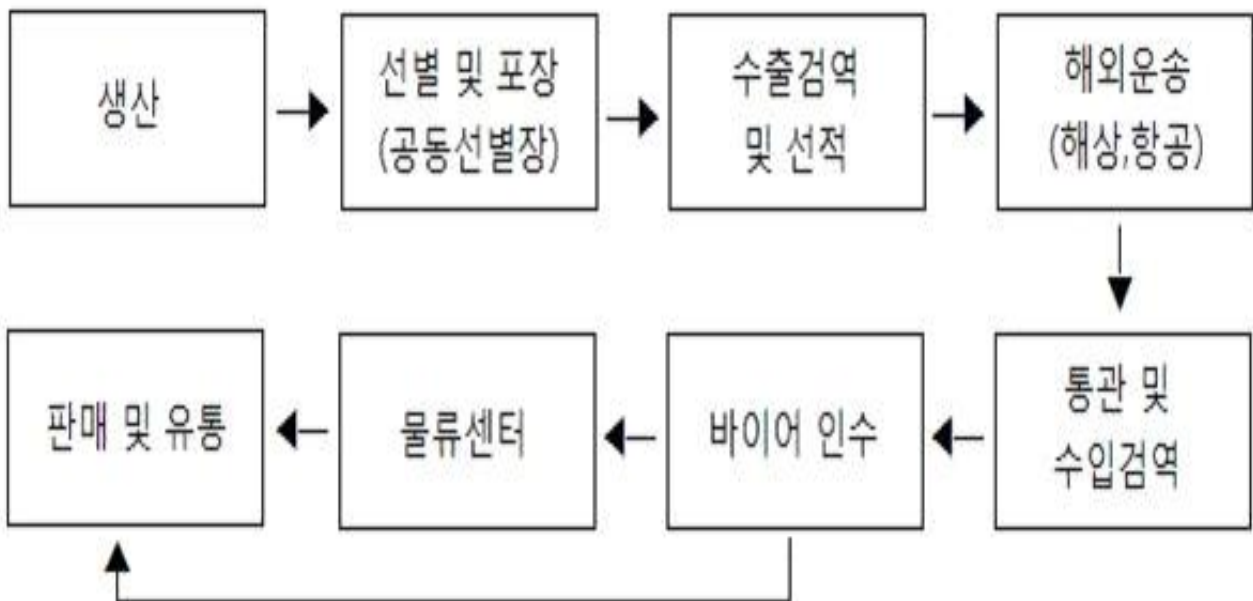 생산
선별 및 포장
(공동선별장)
수출검역
및 선적
해외운송
(해상,항공)
통관 및
수입검역
바이어 인수
물류센터
판매 및 유통